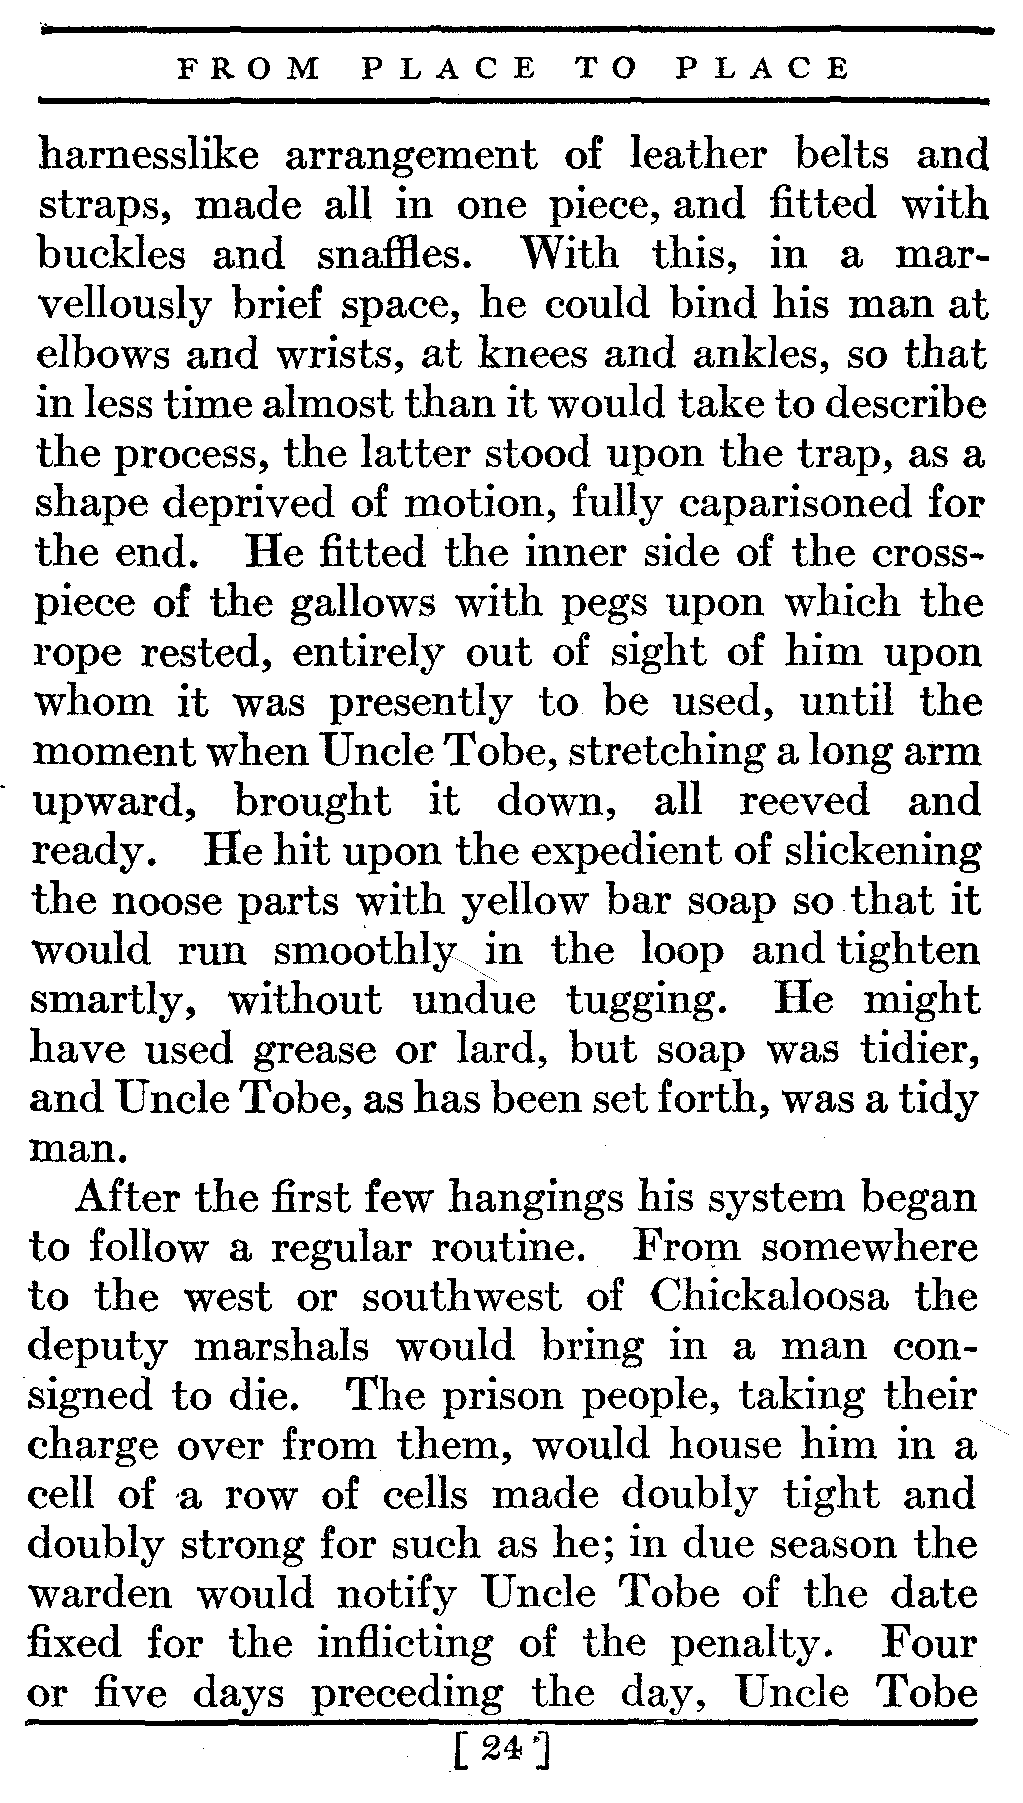 FROM PLACE TO PLACE
harnesslike arrangement of leather belts and
straps, made all in one piece, and fitted with
buckles and snaffles. With this, in a mar-
vellously brief space, he could bind his man at
elbows and wrists, at knees and ankles, so that
in less time almost than it would take to describe
the process, the latter stood upon the trap, as a
shape deprived of motion, fully caparisoned for
the end. He fitted the inner side of the cross-
piece of the gallows with pegs upon which the
rope rested, entirely out of sight of him upon
whom it was presently to be used, until the
moment when Uncle Tobe, stretching a long arm
upward, brought it down, all reeved and
ready. He hit upon the expedient of slickening
the noose parts with yellow bar soap so that it
would run smoothly in the loop and tighten
smartly, without undue tugging. He might
have used grease or lard, but soap was tidier,
and Uncle Tobe, as has been set forth, was a tidy
man.
After the first few hangings his system began
to follow a regular routine. From somewhere
to the west or southwest of Chickaloosa the
deputy marshals would bring in a man con-
signed to die. The prison people, taking their
charge over from them, would house him in a
cell of a row of cells made doubly tight and
doubly strong for such as he; in due season the
warden would notify Uncle Tobe of the date
fixed for the inflicting of the penalty. Four
or five days preceding the day, Uncle Tobe
[ 24 ]